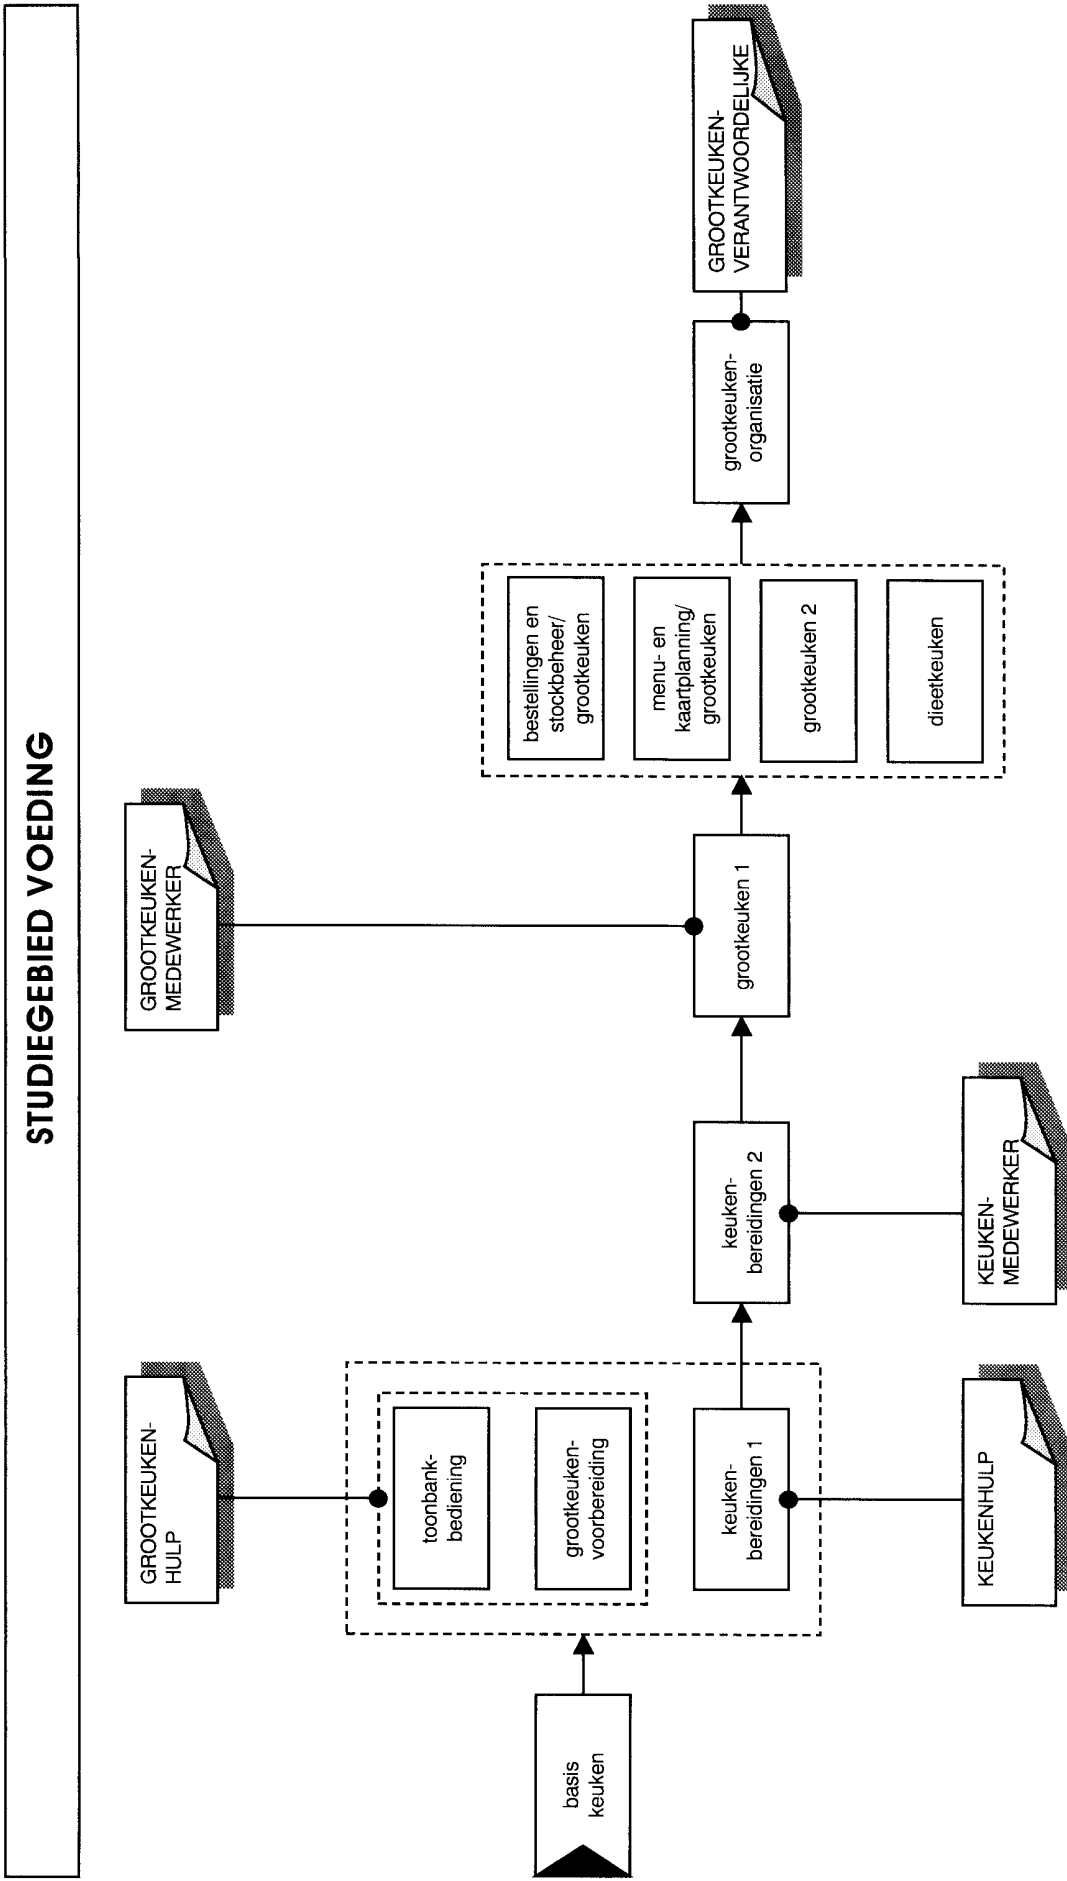 STUDIEGEBIED VOEDING
GROOTKEUKEN-
HULP
GROOTKEUKEN-
MEDEWERKER
basis
keuken
toonbank-
bediening
grootkeuken-
voorbereiding
keuken-
bereidingen 1
keuken-
bereidingen 2
grootkeuken 1
bestellingen en
stockbeheer/
grootkeuken
menu- en
kaartplanning/
grootkeuken
grootkeuken 2
dieetkeuken
grootkeuken-
organisatie
GROOTKEUKEN-
VERANTWOORDELIJKE
KEUKENHULP
KEUKEN-
MEDEWERKER